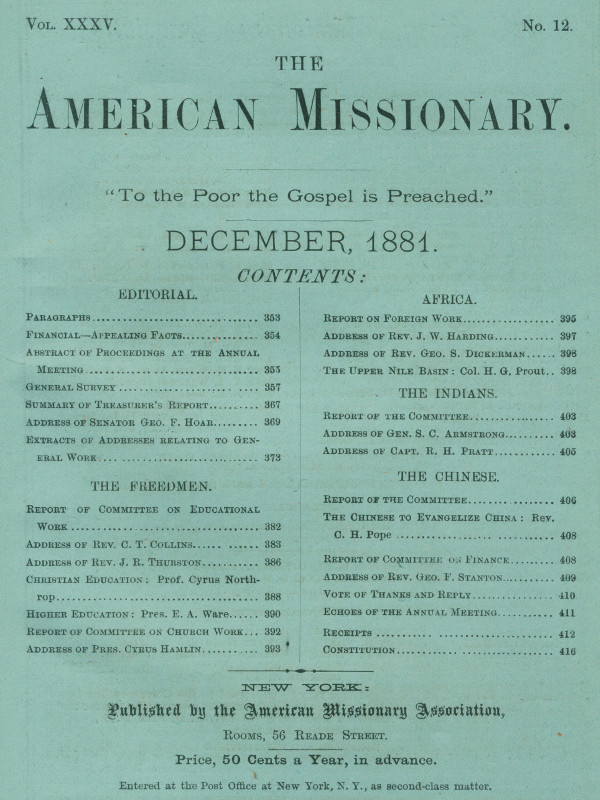 VOL. XXXV.
NO. 12.
THE
AMERICAN MISSIONARY.
“To the Poor the Gospel is Preached.”
DECEMBER, 1881.
CONTENTS:
EDITORIAL.
PARAGRAPHS 353
FINANCIAL—APPEALING FACTS 354
ABSTRACT OF PROCEEDINGS AT THE ANNUAL
MEETING 355
GENERAL SURVEY 357
SUMMARY OF TREASURER'S REPORT 367
ADDRESS OF SENATOR GEO. F. HOAR 369
EXTRACTS OF ADDRESSES RELATING TO GEN-
ERAL WORK 373
THE FREEDMEN.
REPORT OF COMMITTEE ON EDUCATIONAL
WORK 382
ADDRESS OF REV. C. T. COLLINS 383
ADDRESS OF REV. J. R. THURSTON 386
CHRISTIAN EDUCATION: Prof. Cyrus North-
rop 388
HIGHER EDUCATION: Pres. E. A. Ware 390
REPORT OF COMMITTEE ON CHURCH WORK 392
ADDRESS OF PRES. CYRUS HAMLIN 393
AFRICA.
REPORT ON FOREIGN WORK 395
ADDRESS OF REV. J. W. HARDING 397
ADDRESS OF REV. GEO. S. DICKERMAN 398
THE UPPER NILE BASIN: Col. H. G. Prout 398
THE INDIANS.
REPORT OF THE COMMITTEE 403
ADDRESS OF GEN. S. C. ARMSTRONG 403
ADDRESS OF CAPT. R. H. PRATT 405
THE CHINESE.
REPORT OF THE COMMITTEE 406
THE CHINESE TO EVANGELIZE CHINA: Rev.
C. H. Pope 408
REPORT OF COMMITTEE ON FINANCE 408
ADDRESS OF REV. GEO. F. STANTON 409
VOTE OF THANKS AND REPLY 410
ECHOES OF THE ANNUAL MEETING 411
RECEIPTS 412
CONSTITUTION 416
NEW YORK:
Published by the American Missionary Association,
ROOMS, 56 READE STREET.
Price, 50 Cents a Year, in advance.
Entered at the Post Office at New York, N. Y., as second-class matter.